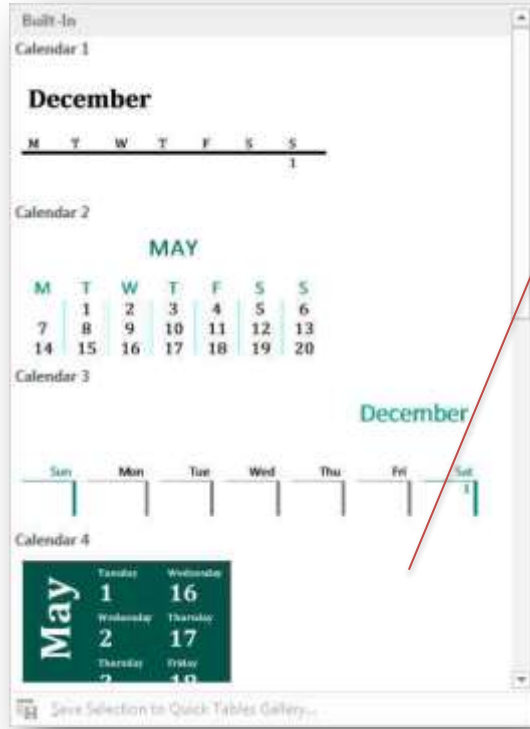 Built-In
Calendar 1
December
M T W T F S S
1
Calendar 2
MAY
M T W T F S S
1 2 3 4 5 6
7 8 9 10 11 12 13
14 15 16 17 18 19 20
Calendar 3
December
Sun Mon Tue Wed Thu Fri Sat
1
Calendar 4
May
Tuesday Wednesday
1 16
Wednesday Thursday
2 17
Thursday Friday
3 18
Save Selection to Quick Tables Gallery...